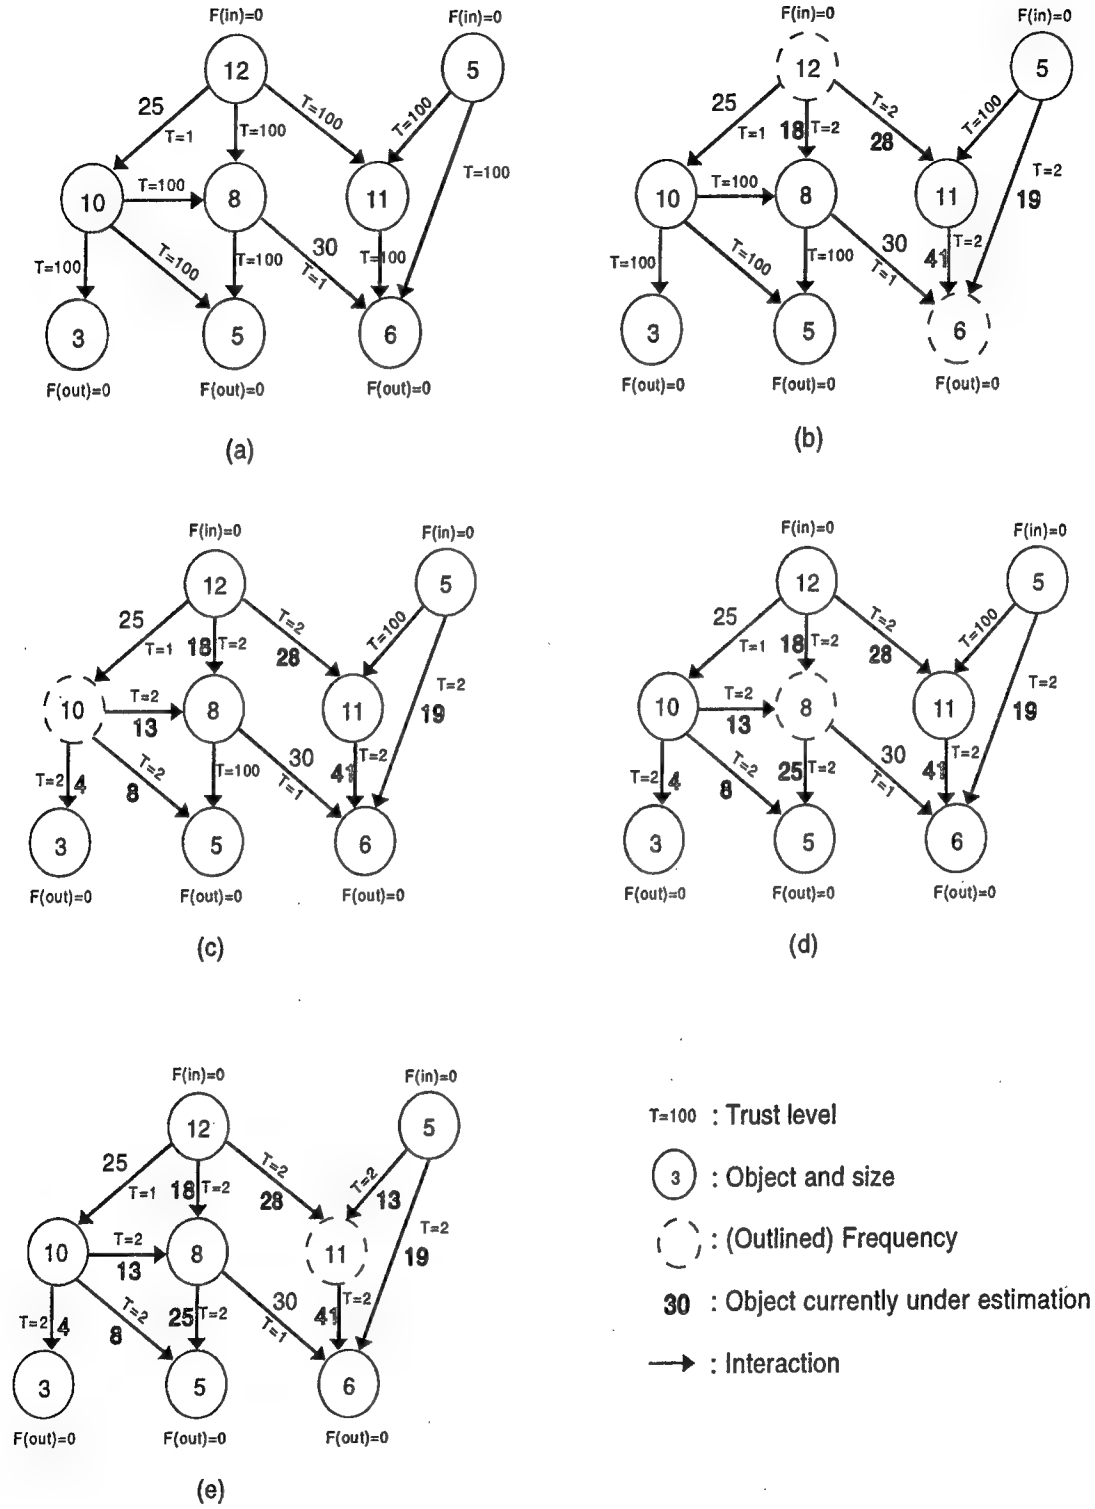 F(in)=0
F(in)=0
12
5
25
T=1
T=100
T=100
T=100
T=100
10
T=100
8
11
T=100
T=100
T=100
30
T=1
T=100
3
5
6
F(out)=0
F(out)=0
F(out)=0
(a)
F(in)=0
F(in)=0
12
5
25
T=1
18
T=2
T=2
28
T=100
T=2
19
10
T=100
8
11
T=100
T=100
T=100
30
T=1
41
T=2
3
5
6
F(out)=0
F(out)=0
F(out)=0
(b)
F(in)=0
F(in)=0
12
5
25
T=1
18
T=2
T=2
28
T=100
T=2
19
10
T=2
13
8
11
T=2
4
T=2
8
T=100
30
T=1
41
T=2
3
5
6
F(out)=0
F(out)=0
F(out)=0
(c)
F(in)=0
F(in)=0
12
5
25
T=1
18
T=2
T=2
28
T=100
T=2
19
10
T=2
13
8
11
T=2
4
T=2
8
25
T=2
30
T=1
41
T=2
3
5
6
F(out)=0
F(out)=0
F(out)=0
(d)
F(in)=0
F(in)=0
12
5
25
T=1
18
T=2
T=2
28
T=2
13
T=2
19
10
T=2
13
8
11
T=2
4
T=2
8
25
T=2
30
T=1
41
T=2
3
5
6
F(out)=0
F(out)=0
F(out)=0
(e)
T=100 : Trust level
3 : Object and size
: (Outlined) Frequency
30 : Object currently under estimation
: Interaction